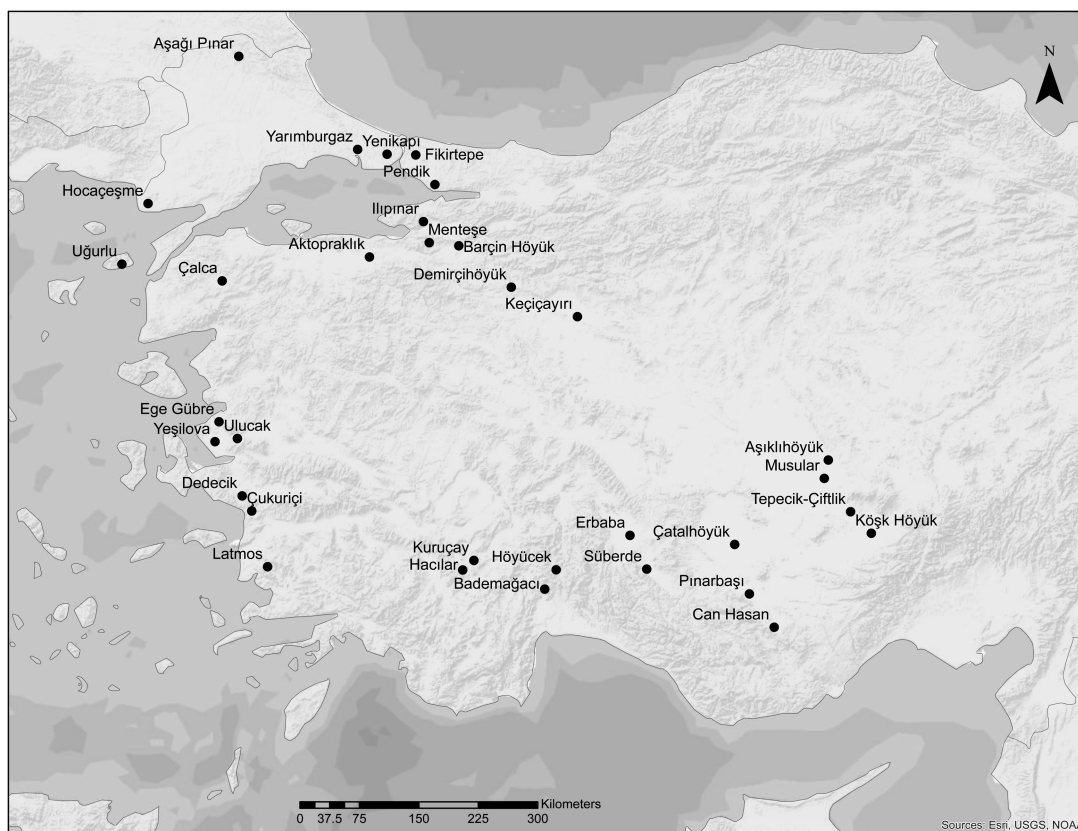 Aşağı Pınar
N
Yarımburgaz
Yenikapı
Fikirtepe
Pendik
Hocaçeşme
Ilıpınar
Menteşe
Aktopraklık
Barçin Höyük
Uğurlu
Çalca
Demirçihöyük
Keçiçayırı
Ege Gübre
Ulucak
Yeşilova
Aşıklıhöyük
Musular
Dedecik
Çukuriçi
Tepecik-Çiftlik
Köşk Höyük
Erbaba
Çatalhöyük
Latmos
Kuruçay
Hacılar
Höyücek
Süberde
Bademağacı
Pınarbaşı
Can Hasan
Kilometers
0 37.5 75 150 225 300
Sources: Esri, USGS, NOA